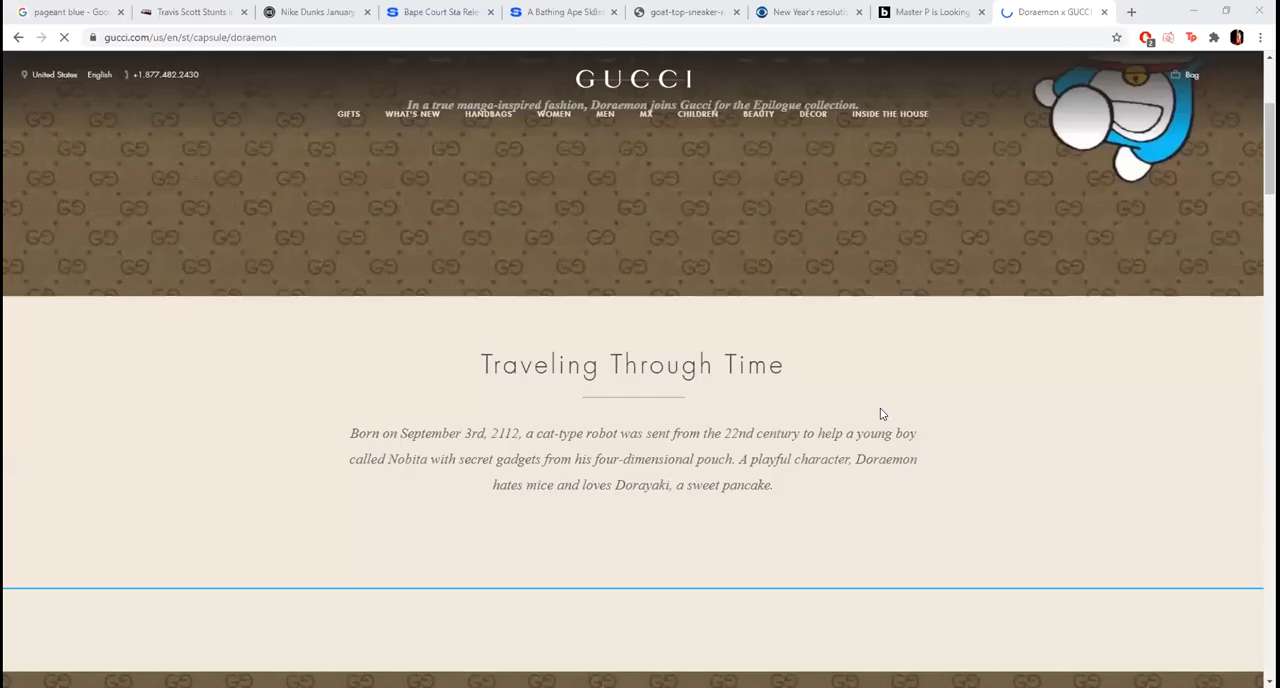 pageant blue - Goo
Travis Scott Stunts i
Nike Dunks January
Bape Court Sta Rele
A Bathing Ape Sk8st
goat-top-sneaker-r
New Year's resoluti
Master P Is Looking
Doraemon x GUCCI
gucci.com/us/en/st/capsule/doraemon
2
Tp
United States English +1.877.482.2430
GUCCI
Bag
In a true manga-inspired fashion, Doraemon joins Gucci for the Epilogue collection.
GIFTS WHAT'S NEW HANDBAGS WOMEN MEN MX CHILDREN BEAUTY DÉCOR INSIDE THE HOUSE
Traveling Through Time
Born on September 3rd, 2112, a cat-type robot was sent from the 22nd century to help a young boy
called Nobita with secret gadgets from his four-dimensional pouch. A playful character, Doraemon
hates mice and loves Dorayaki, a sweet pancake.